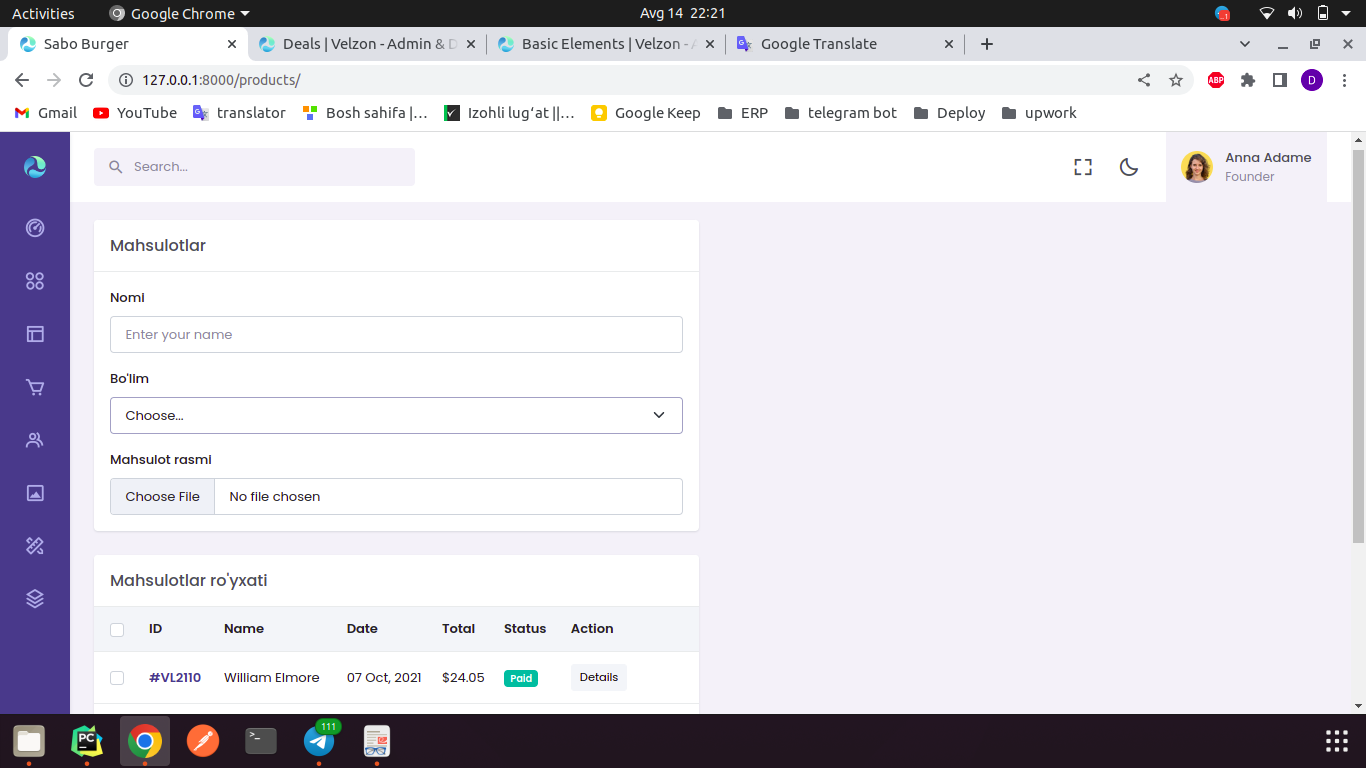 Activities Google Chrome Avg 14 22:21
Sabo Burger Deals | Velzon - Admin & D Basic Elements | Velzon - A Google Translate
127.0.0.1:8000/products/ ABP D
Gmail YouTube translator Bosh sahifa |... Izohli lugʻat ||... Google Keep ERP telegram bot Deploy upwork
Search... Anna Adame
Founder
Mahsulotlar
Nomi
Enter your name
Bo'lim
Choose...
Mahsulot rasmi
Choose File No file chosen
Mahsulotlar ro'yxati
ID Name Date Total Status Action
#VL2110 William Elmore 07 Oct, 2021 $24.05 Paid Details
PC 111